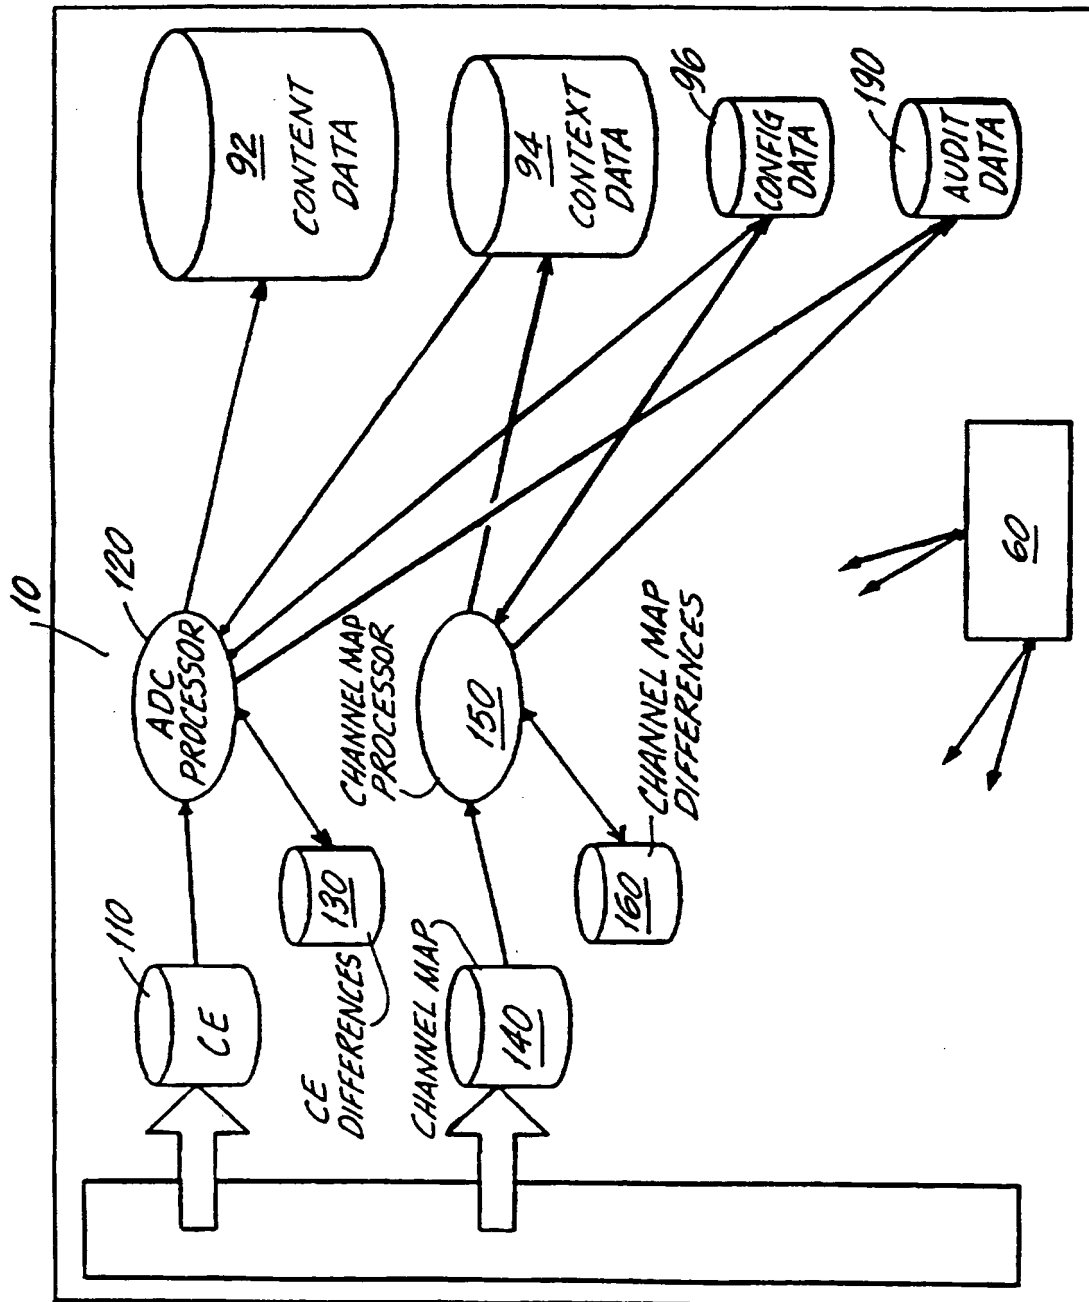 10
110
CE
120
ADC
PROCESSOR
92
CONTENT
DATA
CE
DIFFERENCES
130
CHANNEL MAP
PROCESSOR
94
CONTEXT
DATA
CHANNEL MAP
140
150
96
CONFIG
DATA
160
CHANNEL MAP
DIFFERENCES
190
AUDIT
DATA
60